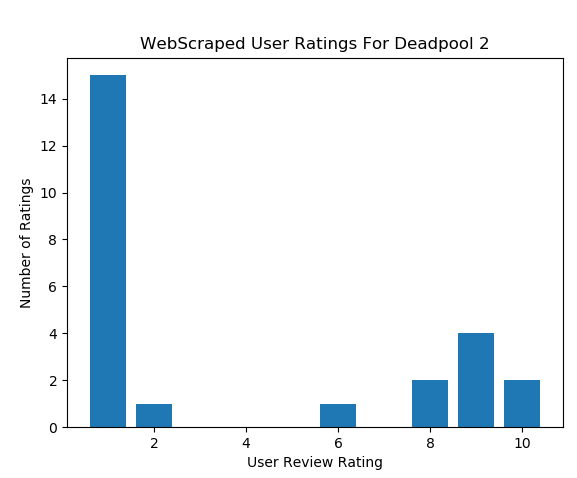 WebScraped User Ratings For Deadpool 2
14
12
10
8
6
4
2
0
Number of Ratings
2 4 6 8 10
User Review Rating